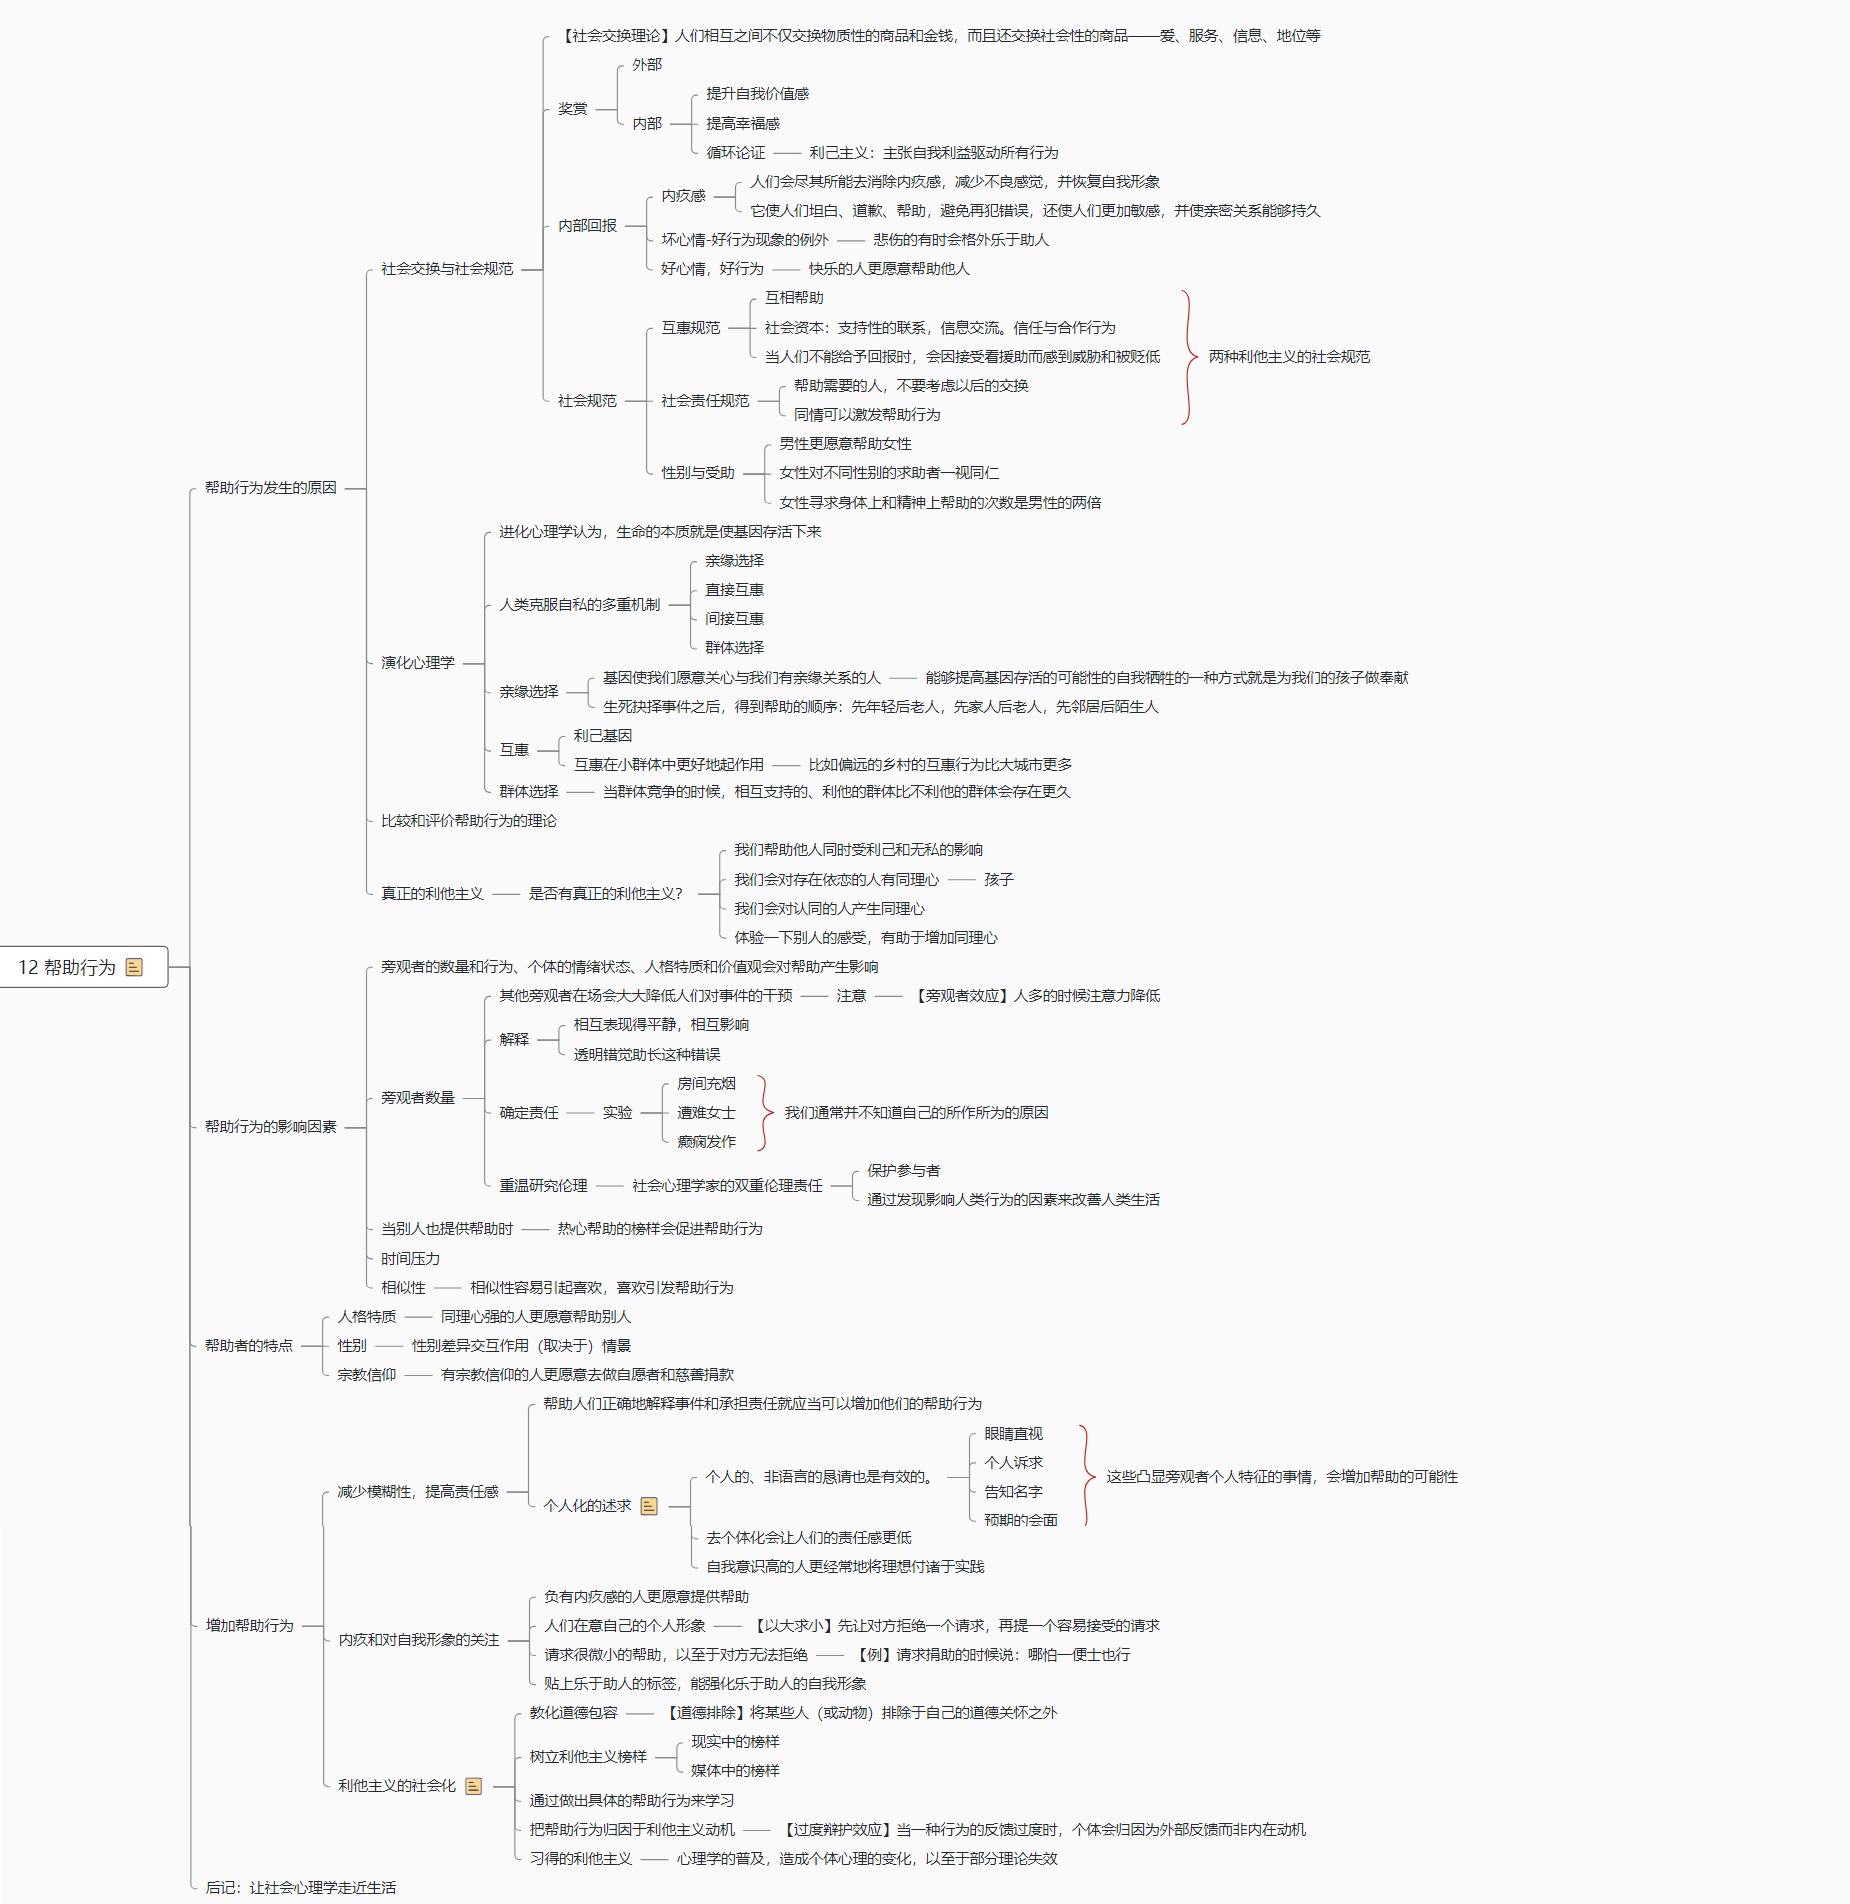 12 帮助行为
帮助行为发生的原因
社会交换与社会规范
【社会交换理论】人们相互之间不仅交换物质性的商品和金钱，而且还交换社会性的商品——爱、服务、信息、地位等
奖赏
外部
内部
提升自我价值感
提高幸福感
循环论证
利己主义：主张自我利益驱动所有行为
内部回报
内疚感
人们会尽其所能去消除内疚感，减少不良感觉，并恢复自我形象
它使人们坦白、道歉、帮助，避免再犯错误，还使人们更加敏感，并使亲密关系能够持久
坏心情-好行为现象的例外
悲伤的有时会格外乐于助人
好心情，好行为
快乐的人更愿意帮助他人
社会规范
互惠规范
互相帮助
社会资本：支持性的联系，信息交流。信任与合作行为
当人们不能给予回报时，会因接受着援助而感到威胁和被贬低
社会责任规范
帮助需要的人，不要考虑以后的交换
同情可以激发帮助行为
两种利他主义的社会规范
性别与受助
男性更愿意帮助女性
女性对不同性别的求助者一视同仁
女性寻求身体上和精神上帮助的次数是男性的两倍
演化心理学
进化心理学认为，生命的本质就是使基因存活下来
人类克服自私的多重机制
亲缘选择
直接互惠
间接互惠
群体选择
亲缘选择
基因使我们愿意关心与我们有亲缘关系的人
能够提高基因存活的可能性的自我牺牲的一种方式就是为我们的孩子做奉献
生死抉择事件之后，得到帮助的顺序：先年轻后老人，先家人后老人，先邻居后陌生人
互惠
利己基因
互惠在小群体中更好地起作用
比如偏远的乡村的互惠行为比大城市更多
群体选择
当群体竞争的时候，相互支持的、利他的群体比不利他的群体会存在更久
比较和评价帮助行为的理论
真正的利他主义
是否有真正的利他主义？
我们帮助他人同时受利己和无私的影响
我们会对存在依恋的人有同理心
孩子
我们会对认同的人产生同理心
体验一下别人的感受，有助于增加同理心
帮助行为的影响因素
旁观者的数量和行为、个体的情绪状态、人格特质和价值观会对帮助产生影响
旁观者数量
其他旁观者在场会大大降低人们对事件的干预
注意
【旁观者效应】人多的时候注意力降低
解释
相互表现得平静，相互影响
透明错觉助长这种错误
确定责任
实验
房间充烟
遭难女士
癫痫发作
我们通常并不知道自己的所作所为的原因
重温研究伦理
社会心理学家的双重伦理责任
保护参与者
通过发现影响人类行为的因素来改善人类生活
当别人也提供帮助时
热心帮助的榜样会促进帮助行为
时间压力
相似性
相似性容易引起喜欢，喜欢引发帮助行为
帮助者的特点
人格特质
同理心强的人更愿意帮助别人
性别
性别差异交互作用（取决于）情景
宗教信仰
有宗教信仰的人更愿意去做自愿者和慈善捐款
增加帮助行为
减少模糊性，提高责任感
帮助人们正确地解释事件和承担责任就应当可以增加他们的帮助行为
个人化的述求
个人的、非语言的恳请也是有效的。
眼睛直视
个人诉求
告知名字
预期的会面
这些凸显旁观者个人特征的事情，会增加帮助的可能性
去个体化会让人们的责任感更低
自我意识高的人更经常地将理想付诸于实践
内疚和对自我形象的关注
负有内疚感的人更愿意提供帮助
人们在意自己的个人形象
【以大求小】先让对方拒绝一个请求，再提一个容易接受的请求
请求很微小的帮助，以至于对方无法拒绝
【例】请求捐助的时候说：哪怕一便士也行
贴上乐于助人的标签，能强化乐于助人的自我形象
利他主义的社会化
教化道德包容
【道德排除】将某些人（或动物）排除于自己的道德关怀之外
树立利他主义榜样
现实中的榜样
媒体中的榜样
通过做出具体的帮助行为来学习
把帮助行为归因于利他主义动机
【过度辩护效应】当一种行为的反馈过度时，个体会归因为外部反馈而非内在动机
习得的利他主义
心理学的普及，造成个体心理的变化，以至于部分理论失效
后记：让社会心理学走近生活